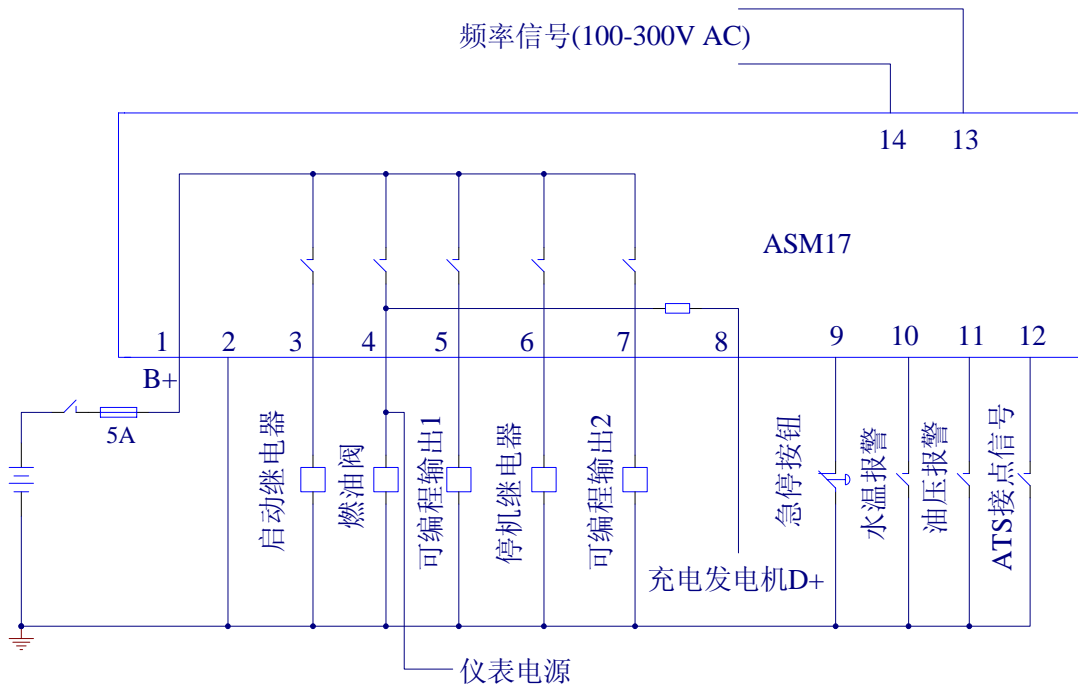 频率信号(100-300V AC)
14
13
ASM17
1
2
3
4
5
6
7
8
9
10
11
12
B+
5A
启动继电器
燃油阀
可编程输出1
停机继电器
可编程输出2
充电发电机D+
急停按钮
水温报警
油压报警
ATS接点信号
仪表电源